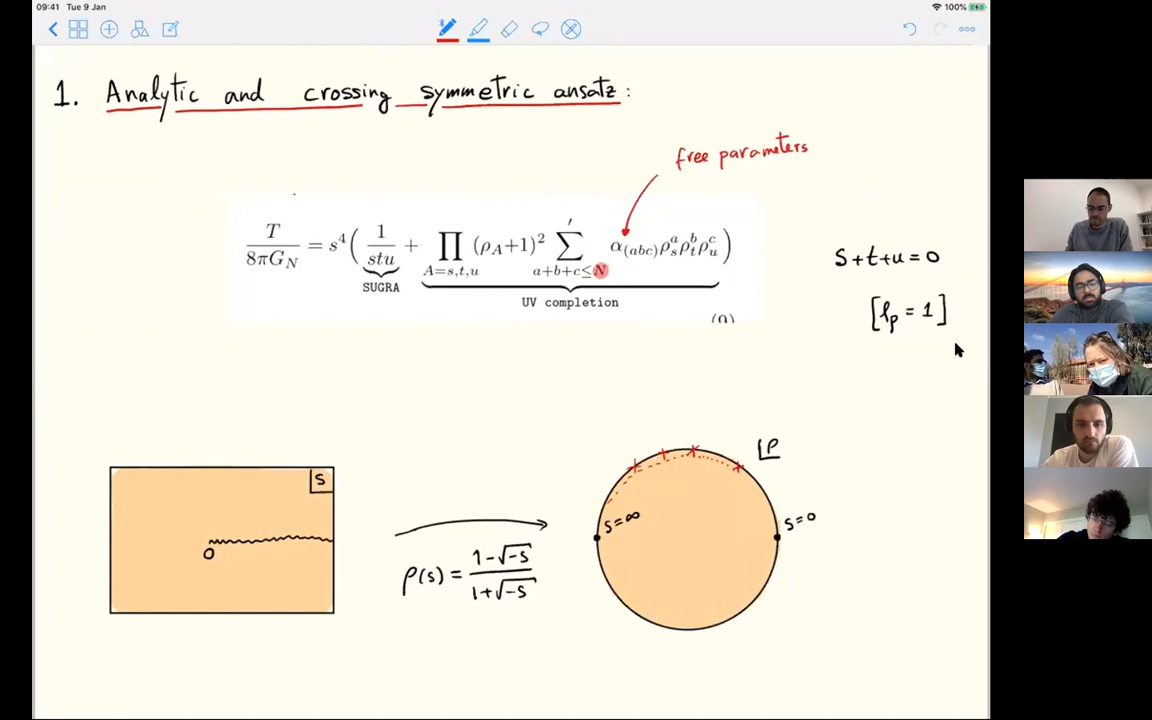 09:41 Tue 9 Jan
100%
1. Analytic and crossing symmetric ansatz:
free parameters
T / 8πG_N = s^4 ( 1 / stu + ∏_{A=s,t,u} (ρ_A+1)^2 ∑'_{a+b+c≤N} α_(abc) ρ_s^a ρ_t^b ρ_u^c )
SUGRA
UV completion
s+t+u=0
[l_p = 1]
s
0
ρ(s) = 1-√-s / 1+√-s
ρ
s=∞
s=0